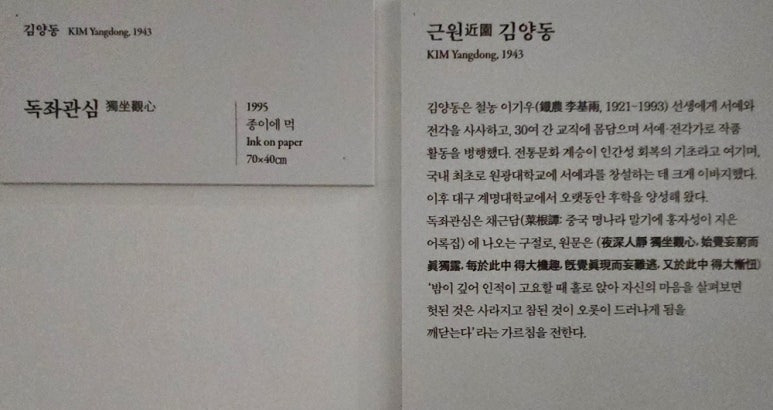 김양동 KIM Yangdong, 1943
독좌관심 獨坐觀心
1995
종이에 먹
Ink on paper
70×40㎝
근원近園 김양동
KIM Yangdong, 1943
김양동은 철농 이기우(鐵農 李基雨, 1921-1993) 선생에게 서예와
전각을 사사하고, 30여 간 교직에 몸담으며 서예·전각가로 작품
활동을 병행했다. 전통문화 계승이 인간성 회복의 기초라고 여기며,
국내 최초로 원광대학교에 서예과를 창설하는 데 크게 이바지했다.
이후 대구 계명대학교에서 오랫동안 후학을 양성해 왔다.
독좌관심은 채근담(菜根譚: 중국 명나라 말기에 홍자성이 지은
어록집) 에 나오는 구절로, 원문은 (夜深人靜 獨坐觀心, 始覺妄窮而
眞獨露, 每於此中 得大機趣, 旣覺眞現而妄難逃, 又於此中 得大慚忸)
‘밤이 깊어 인적이 고요할 때 홀로 앉아 자신의 마음을 살펴보면
헛된 것은 사라지고 참된 것이 오롯이 드러나게 됨을
깨닫는다’ 라는 가르침을 전한다.